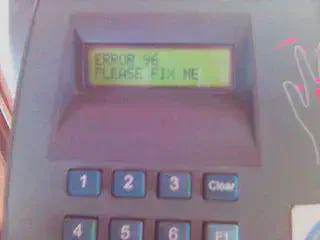 ERROR 96
PLEASE FIX ME
1 2 3 Clear
4 5 6 F1